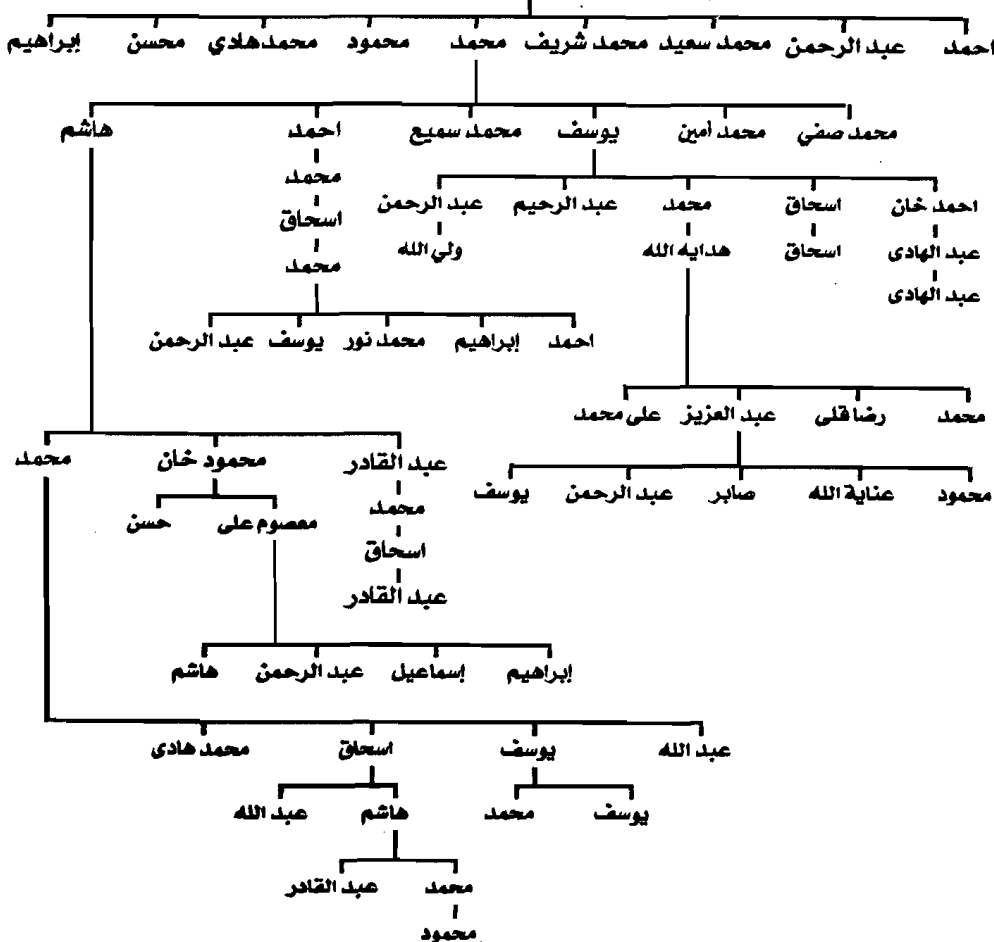 احمد عبد الرحمن محمد سعيد محمد شريف محمد محمود محمد هادي محسن إبراهيم
محمد صفي محمد أمين يوسف محمد سميع احمد هاشم
محمد
احمد خان اسحاق محمد عبد الرحيم عبد الرحمن
اسحاق
عبد الهادى اسحاق هدايه الله ولي الله
محمد
عبد الهادى
احمد إبراهيم محمد نور يوسف عبد الرحمن
محمد رضا قلى عبد العزيز على محمد
عبد القادر محمود خان محمد
محمود عناية الله صابر عبد الرحمن يوسف
محمد
معصوم على حسن
اسحاق
عبد القادر
إبراهيم إسماعيل عبد الرحمن هاشم
عبد الله يوسف اسحاق محمد هادى
يوسف محمد هاشم عبد الله
محمد عبد القادر
محمود